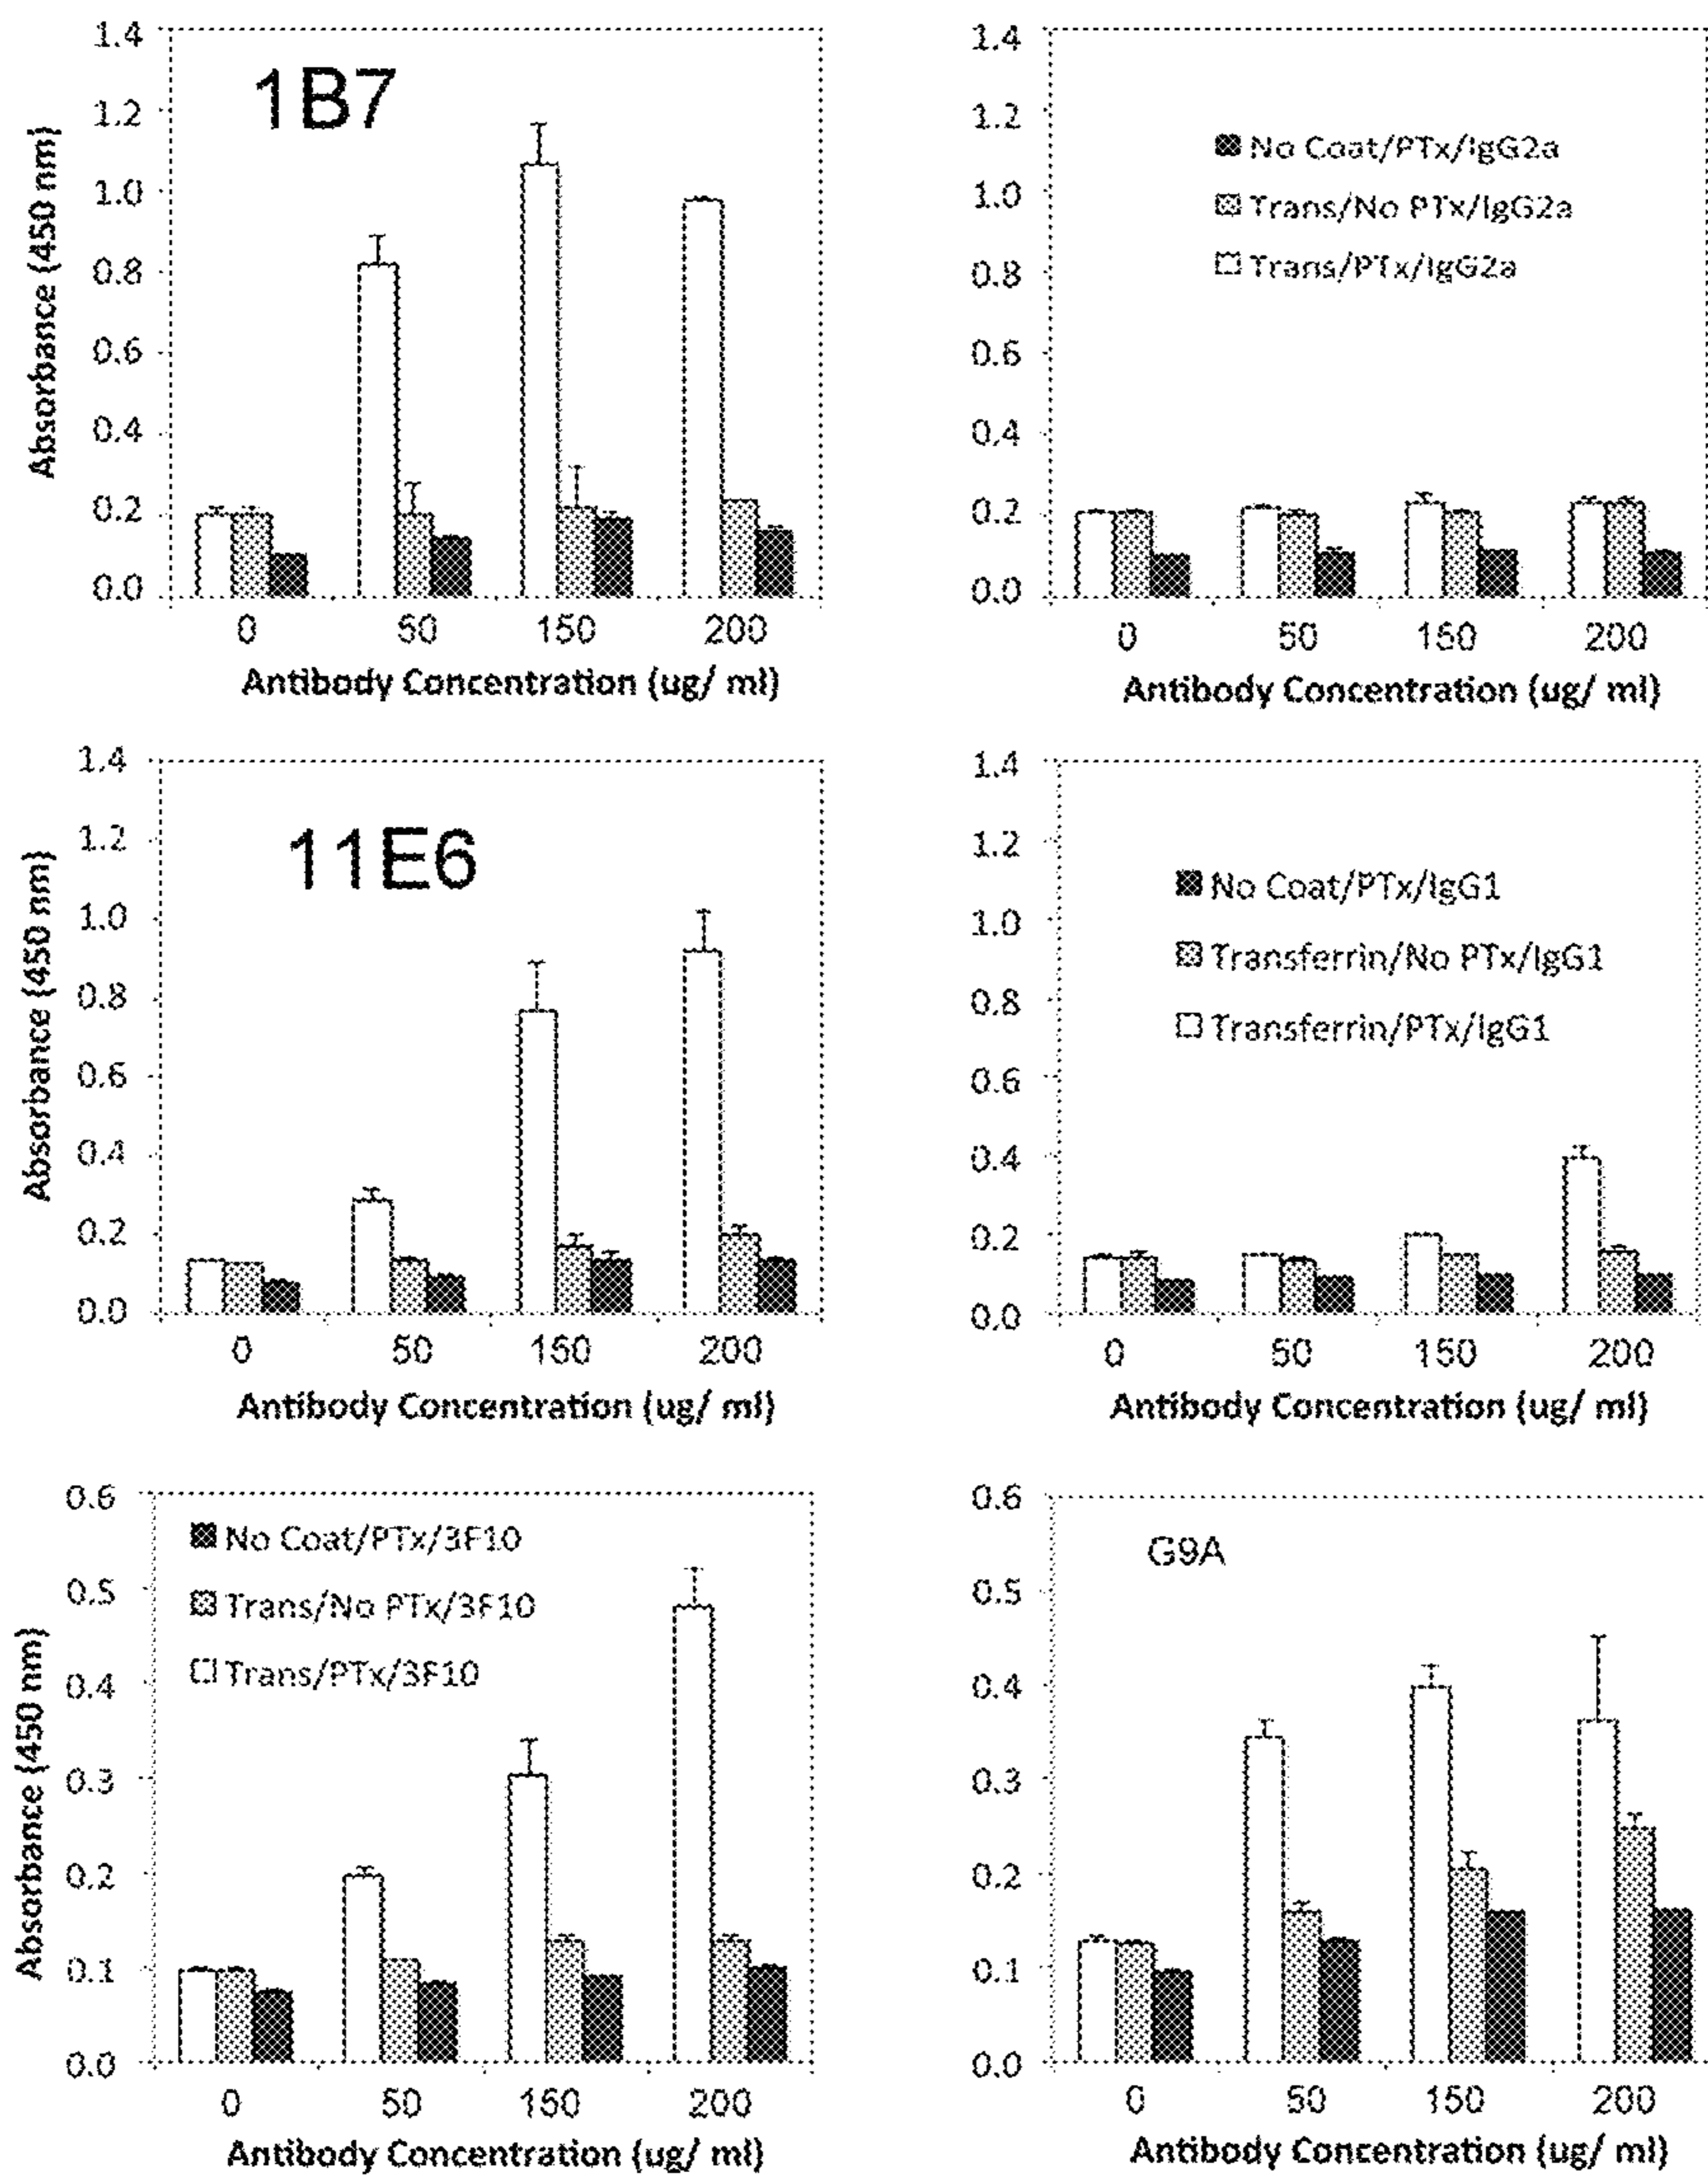 1.4
1.2
1.0
0.8
0.6
0.4
0.2
0.0
Absorbance (450 nm)
1B7
0 50 150 200
Antibody Concentration (ug/ ml)
1.4
1.2
1.0
0.8
0.6
0.4
0.2
0.0
No Coat/PTx/IgG2a
Trans/No PTx/IgG2a
Trans/PTx/IgG2a
0 50 150 200
Antibody Concentration (ug/ ml)
1.4
1.2
1.0
0.8
0.6
0.4
0.2
0.0
Absorbance (450 nm)
11E6
0 50 150 200
Antibody Concentration (ug/ ml)
1.4
1.2
1.0
0.8
0.6
0.4
0.2
0.0
No Coat/PTx/IgG1
Transferrin/No PTx/IgG1
Transferrin/PTx/IgG1
0 50 150 200
Antibody Concentration (ug/ ml)
0.6
0.5
0.4
0.3
0.2
0.1
0.0
Absorbance (450 nm)
No Coat/PTx/3F10
Trans/No PTx/3F10
Trans/PTx/3F10
0 50 150 200
Antibody Concentration (ug/ ml)
0.6
0.5
0.4
0.3
0.2
0.1
0.0
G9A
0 50 150 200
Antibody Concentration (ug/ ml)